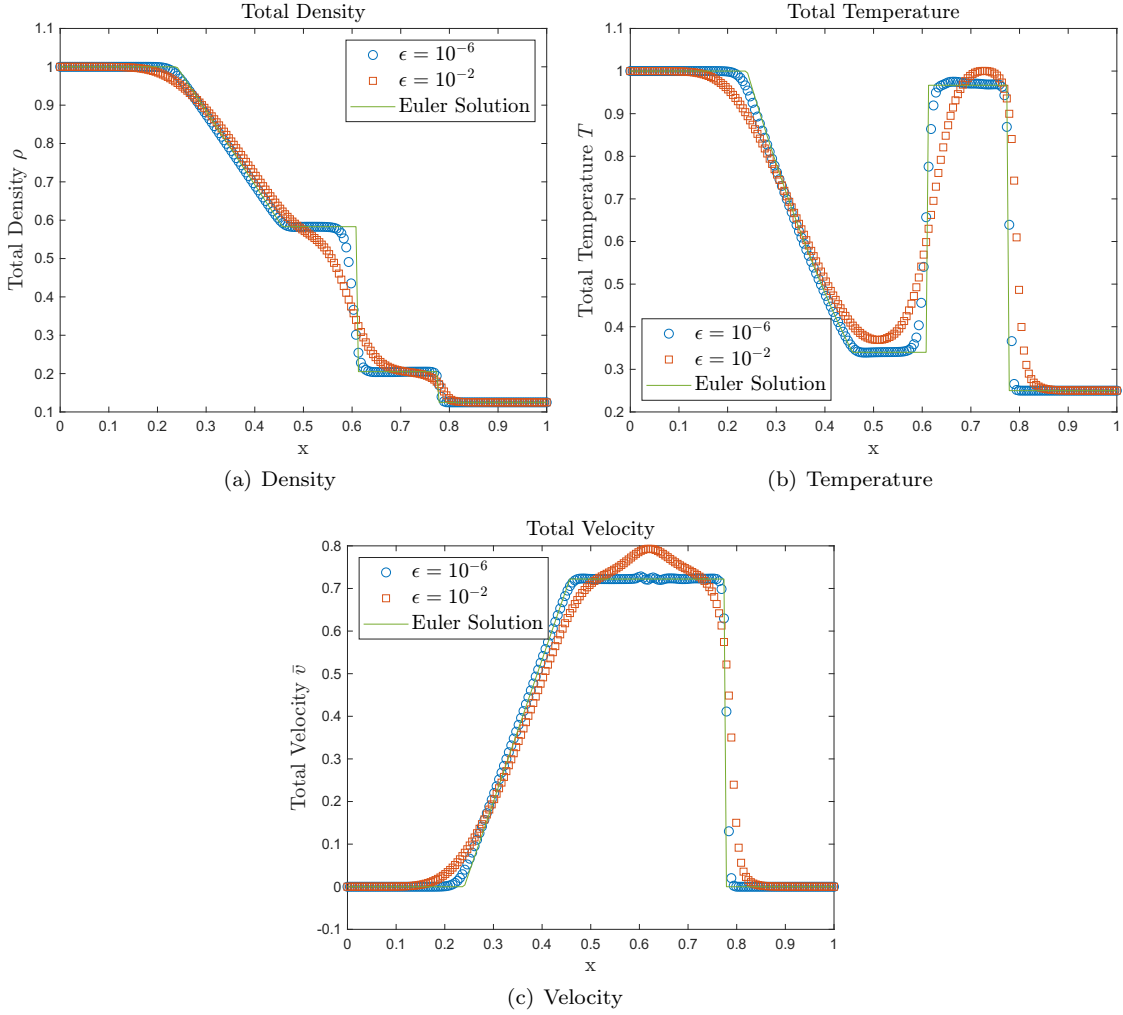 Total Density
ϵ = 10⁻⁶
ϵ = 10⁻²
Euler Solution
Total Density ρ
1.1
1
0.9
0.8
0.7
0.6
0.5
0.4
0.3
0.2
0.1
0 0.1 0.2 0.3 0.4 0.5 0.6 0.7 0.8 0.9 1
x
(a) Density
Total Temperature
Total Temperature T
1.1
1
0.9
0.8
0.7
0.6
0.5
0.4
0.3
0.2
ϵ = 10⁻⁶
ϵ = 10⁻²
Euler Solution
0 0.1 0.2 0.3 0.4 0.5 0.6 0.7 0.8 0.9 1
x
(b) Temperature
Total Velocity
ϵ = 10⁻⁶
ϵ = 10⁻²
Euler Solution
Total Velocity v̄
0.8
0.7
0.6
0.5
0.4
0.3
0.2
0.1
0
-0.1
0 0.1 0.2 0.3 0.4 0.5 0.6 0.7 0.8 0.9 1
x
(c) Velocity